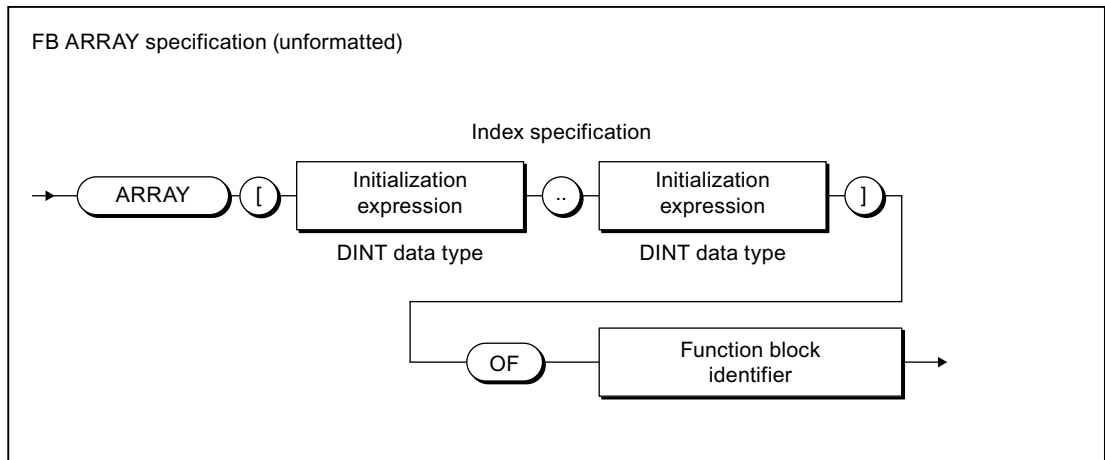 FB ARRAY specification (unformatted)
Index specification
ARRAY [ Initialization expression .. Initialization expression ]
DINT data type DINT data type
OF Function block identifier